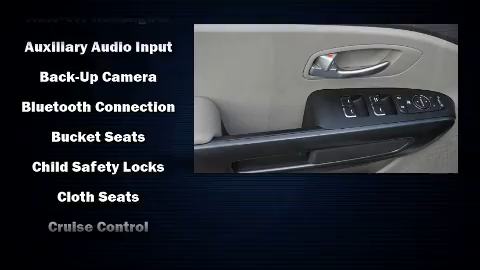 Auxiliary Audio Input
Back-Up Camera
Bluetooth Connection
Bucket Seats
Child Safety Locks
Cloth Seats
Cruise Control